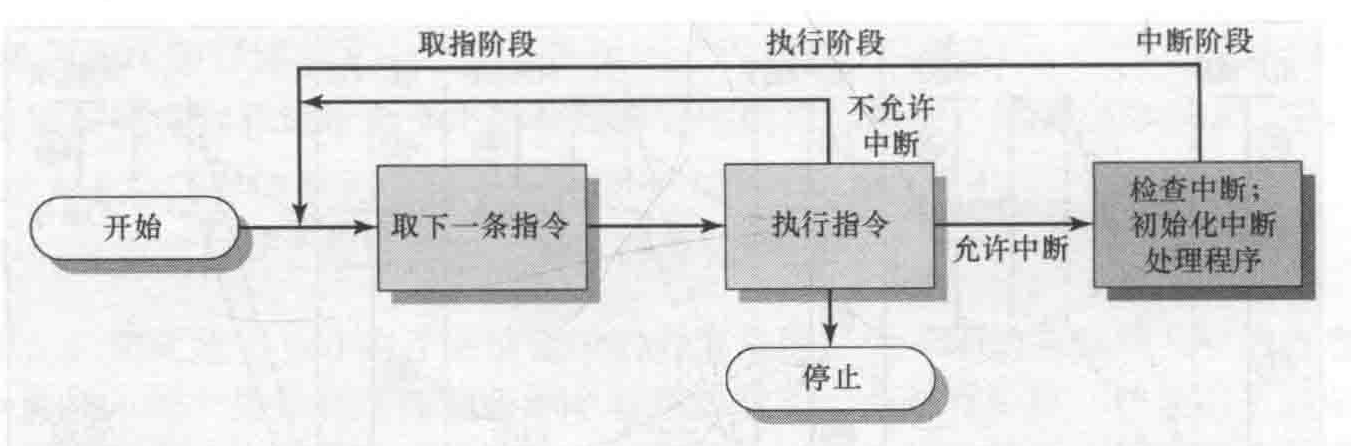 取指阶段
执行阶段
中断阶段
不允许
中断
开始
取下一条指令
执行指令
允许中断
检查中断；
初始化中断
处理程序
停止